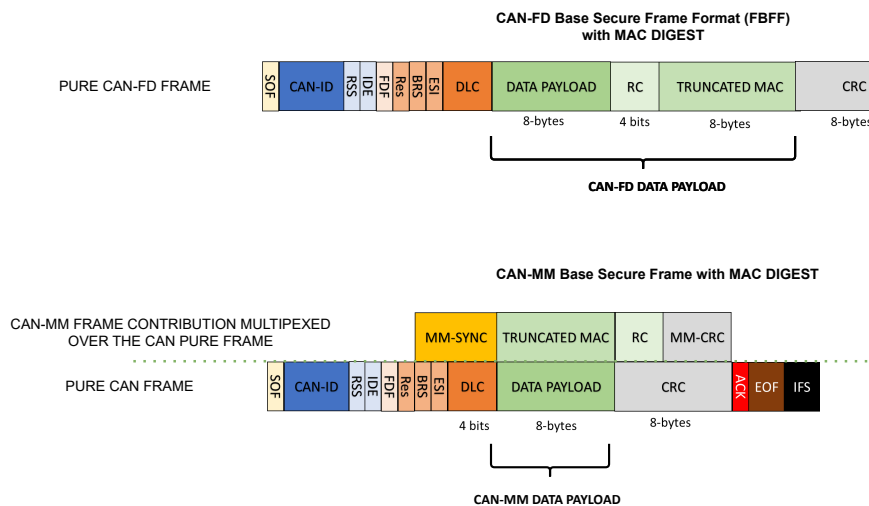 CAN-FD Base Secure Frame Format (FBFF)
with MAC DIGEST
PURE CAN-FD FRAME
SOF CAN-ID RSS IDE FDF Res BRS ESI DLC DATA PAYLOAD RC TRUNCATED MAC CRC
8-bytes 4 bits 8-bytes 8-bytes
CAN-FD DATA PAYLOAD
CAN-MM Base Secure Frame with MAC DIGEST
CAN-MM FRAME CONTRIBUTION MULTIPEXED
OVER THE CAN PURE FRAME
MM-SYNC TRUNCATED MAC RC MM-CRC
PURE CAN FRAME
SOF CAN-ID RSS IDE FDF Res BRS ESI DLC DATA PAYLOAD CRC ACK EOF IFS
4 bits 8-bytes 8-bytes
CAN-MM DATA PAYLOAD